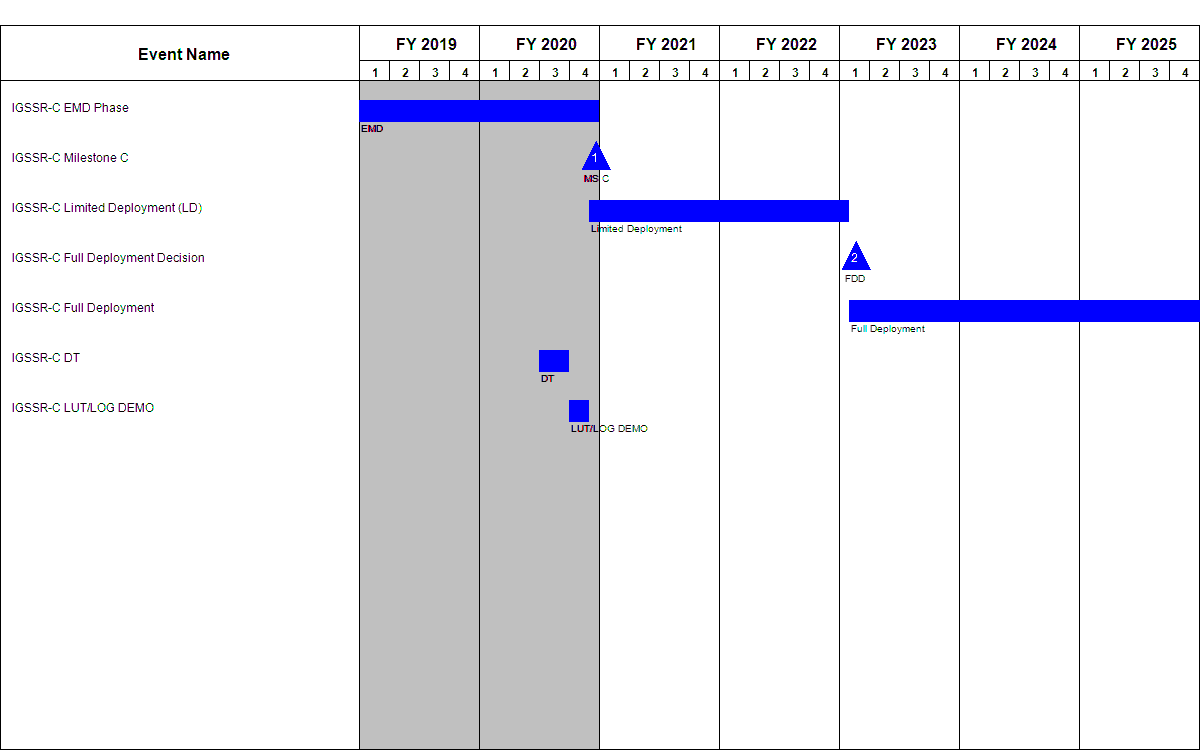 Event Name
FY 2019 FY 2020 FY 2021 FY 2022 FY 2023 FY 2024 FY 2025
1 2 3 4 1 2 3 4 1 2 3 4 1 2 3 4 1 2 3 4 1 2 3 4 1 2 3 4
IGSSR-C EMD Phase
EMD
IGSSR-C Milestone C
1
MS C
IGSSR-C Limited Deployment (LD)
Limited Deployment
IGSSR-C Full Deployment Decision
2
FDD
IGSSR-C Full Deployment
Full Deployment
IGSSR-C DT
DT
IGSSR-C LUT/LOG DEMO
LUT/LOG DEMO